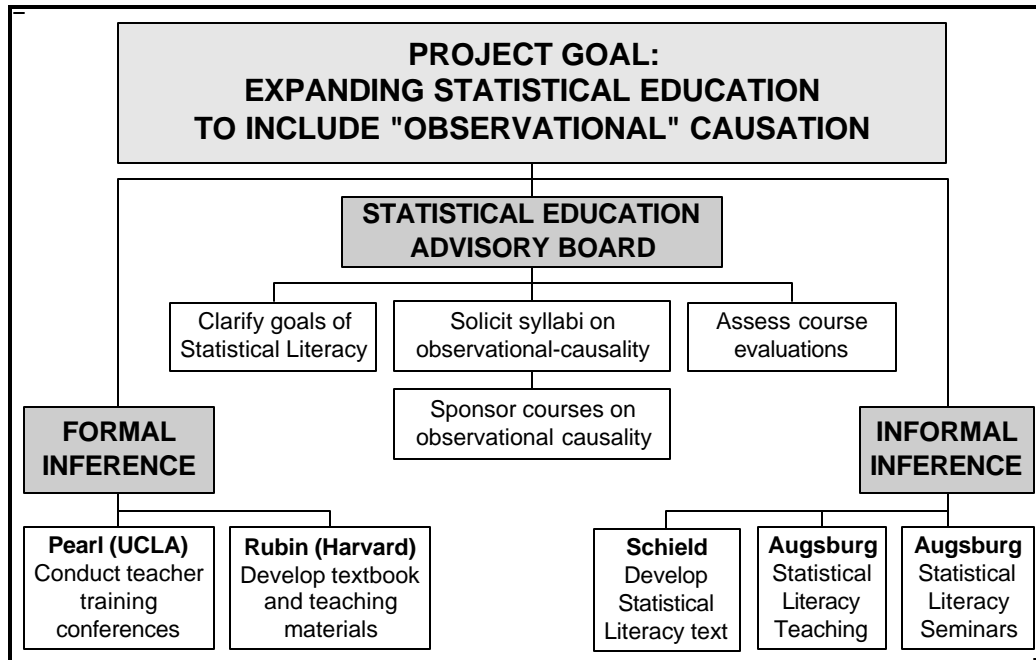 PROJECT GOAL:
EXPANDING STATISTICAL EDUCATION
TO INCLUDE "OBSERVATIONAL" CAUSATION
STATISTICAL EDUCATION
ADVISORY BOARD
Clarify goals of
Statistical Literacy
Solicit syllabi on
observational-causality
Assess course
evaluations
Sponsor courses on
observational causality
FORMAL
INFERENCE
INFORMAL
INFERENCE
Pearl (UCLA)
Conduct teacher
training
conferences
Rubin (Harvard)
Develop textbook
and teaching
materials
Schield
Develop
Statistical
Literacy text
Augsburg
Statistical
Literacy
Teaching
Augsburg
Statistical
Literacy
Seminars